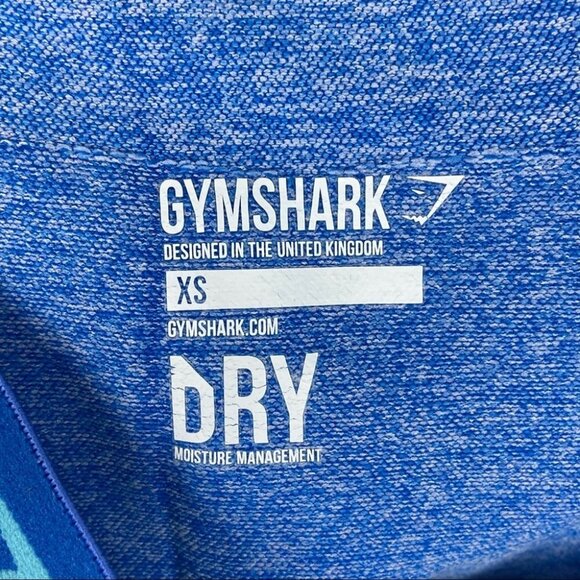 GYMSHARK
DESIGNED IN THE UNITED KINGDOM
XS
GYMSHARK.COM
DRY
MOISTURE MANAGEMENT